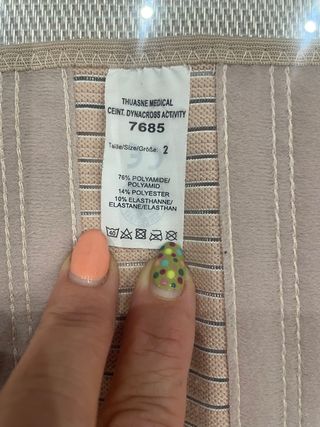 THUASNE MEDICAL
CEINT. DYNACROSS ACTIVITY
7685
Taille/Size/Größe: 2
76% POLYAMIDE/
POLYAMID
14% POLYESTER
10% ELASTHANNE/
ELASTANE/ELASTHAN